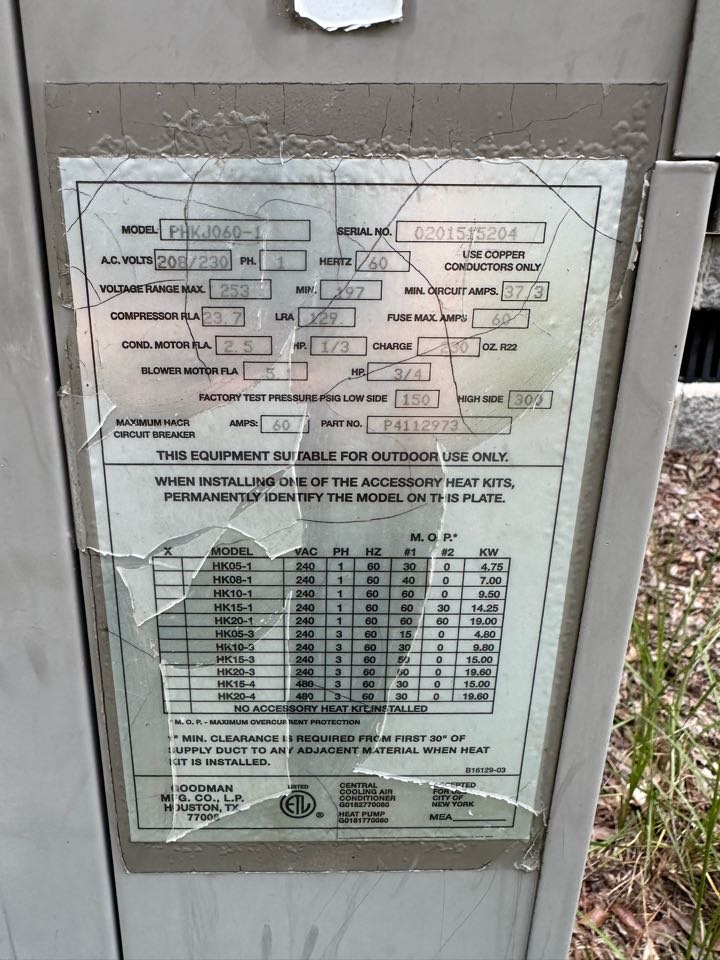 MODEL PHKJ060-1 SERIAL NO. 0201515204
A.C. VOLTS 208/230 PH. 1 HERTZ 60 USE COPPER
CONDUCTORS ONLY
VOLTAGE RANGE MAX. 253 MIN. 197 MIN. CIRCUIT AMPS. 37.3
COMPRESSOR RLA 23.7 LRA 129. FUSE MAX. AMPS 60
COND. MOTOR FLA. 2.5 HP. 1/3 CHARGE OZ. R22
BLOWER MOTOR FLA HP. 3/4
FACTORY TEST PRESSURE PSIG LOW SIDE 150 HIGH SIDE 300
MAXIMUM HACR
CIRCUIT BREAKER AMPS: 60 PART NO. P4112973
THIS EQUIPMENT SUITABLE FOR OUTDOOR USE ONLY.
WHEN INSTALLING ONE OF THE ACCESSORY HEAT KITS,
PERMANENTLY IDENTIFY THE MODEL ON THIS PLATE.
M. O. P.*
X MODEL VAC PH HZ #1 #2 KW
HK05-1 240 1 60 30 0 4.75
HK08-1 240 1 60 40 0 7.00
HK10-1 240 1 60 60 0 9.50
HK15-1 240 1 60 60 30 14.25
HK20-1 240 1 60 60 60 19.00
HK05-3 240 3 60 15 0 4.80
HK10-3 240 3 60 30 0 9.80
HK15-3 240 3 60 50 0 15.00
HK20-3 240 3 60 60 0 19.60
HK15-4 480 3 60 30 0 15.00
HK20-4 480 3 60 30 0 19.60
NO ACCESSORY HEAT KIT INSTALLED
* M. O. P. - MAXIMUM OVERCURRENT PROTECTION
1" MIN. CLEARANCE IS REQUIRED FROM FIRST 30" OF
SUPPLY DUCT TO ANY ADJACENT MATERIAL WHEN HEAT
KIT IS INSTALLED.
B15129-03
GOODMAN
MFG. CO., L.P.
HOUSTON, TX
LISTED
ETL
®
CENTRAL
COOLING AIR
CONDITIONER
G0182770080
HEAT PUMP
G0181770080
ACCEPTED
FOR USE
CITY OF
NEW YORK
MEA